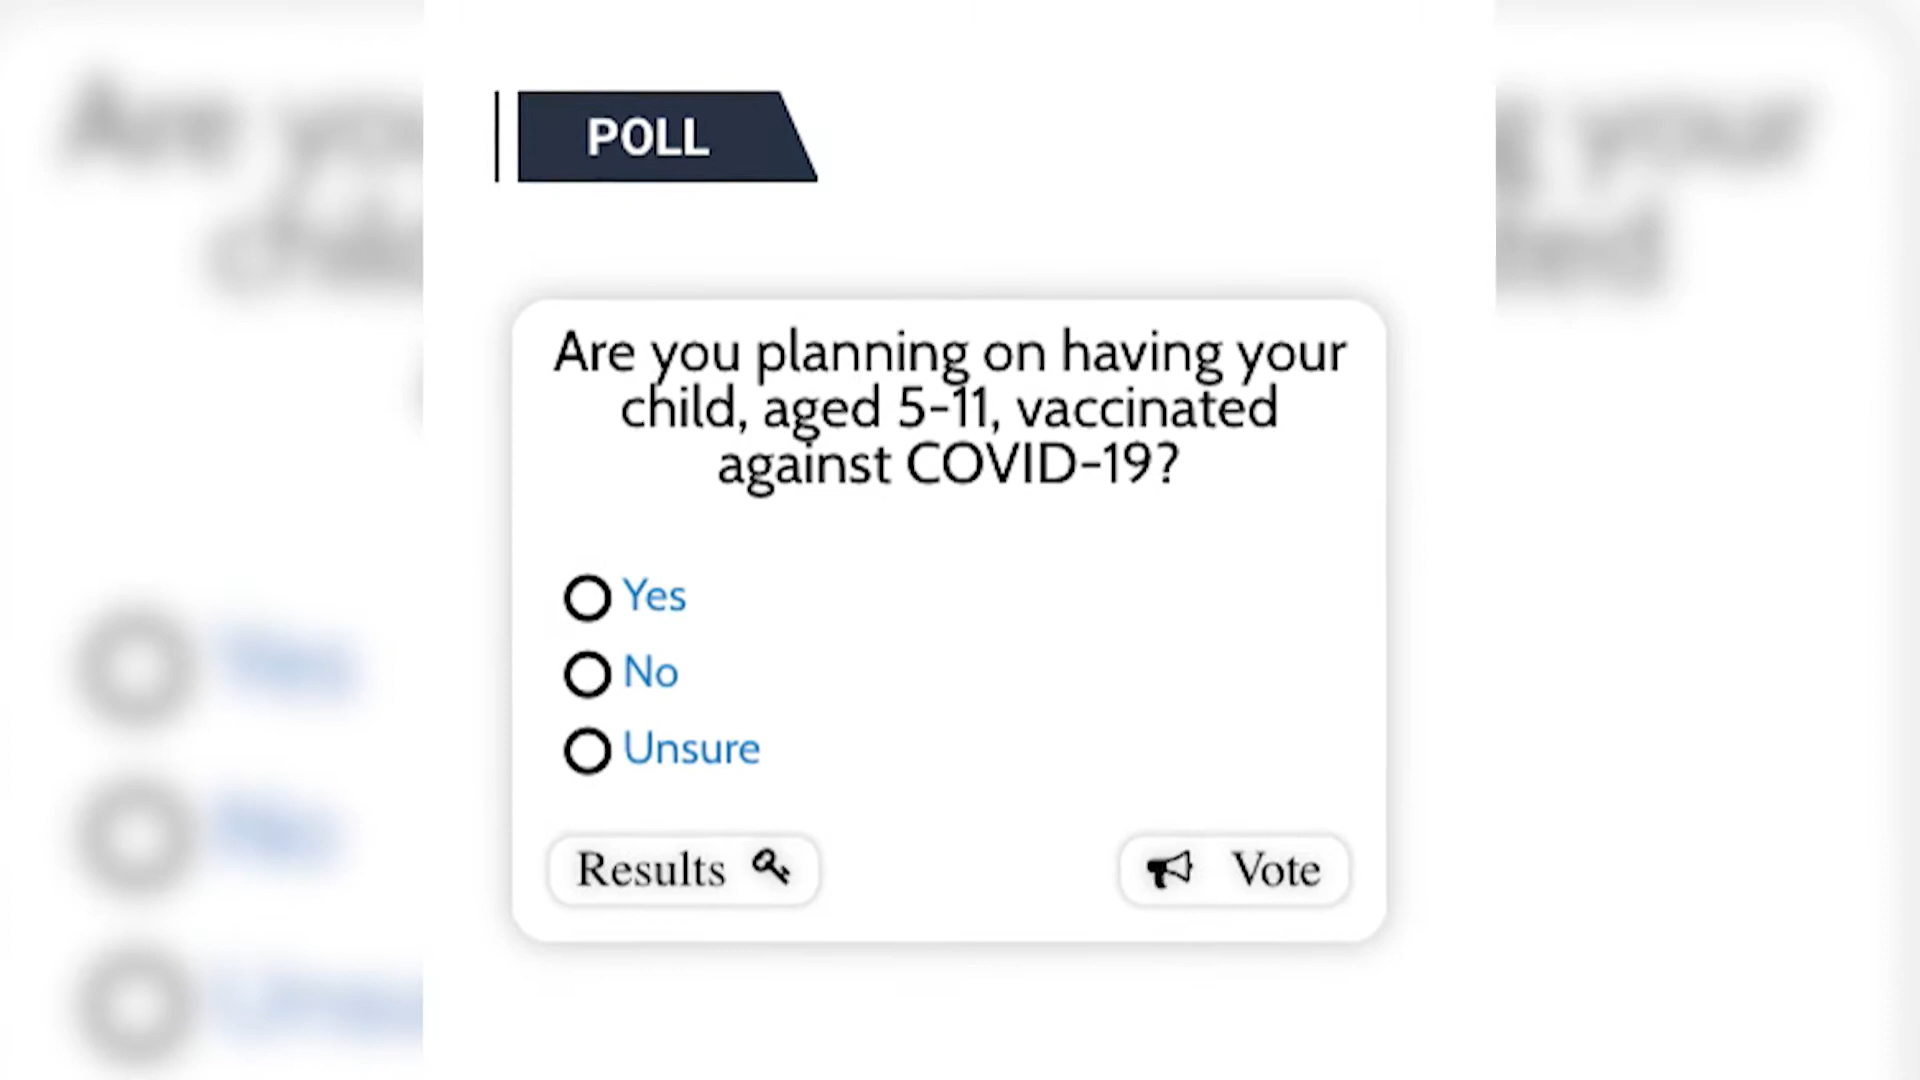 POLL
Are you planning on having your
child, aged 5-11, vaccinated
against COVID-19?
Yes
No
Unsure
Results
Vote